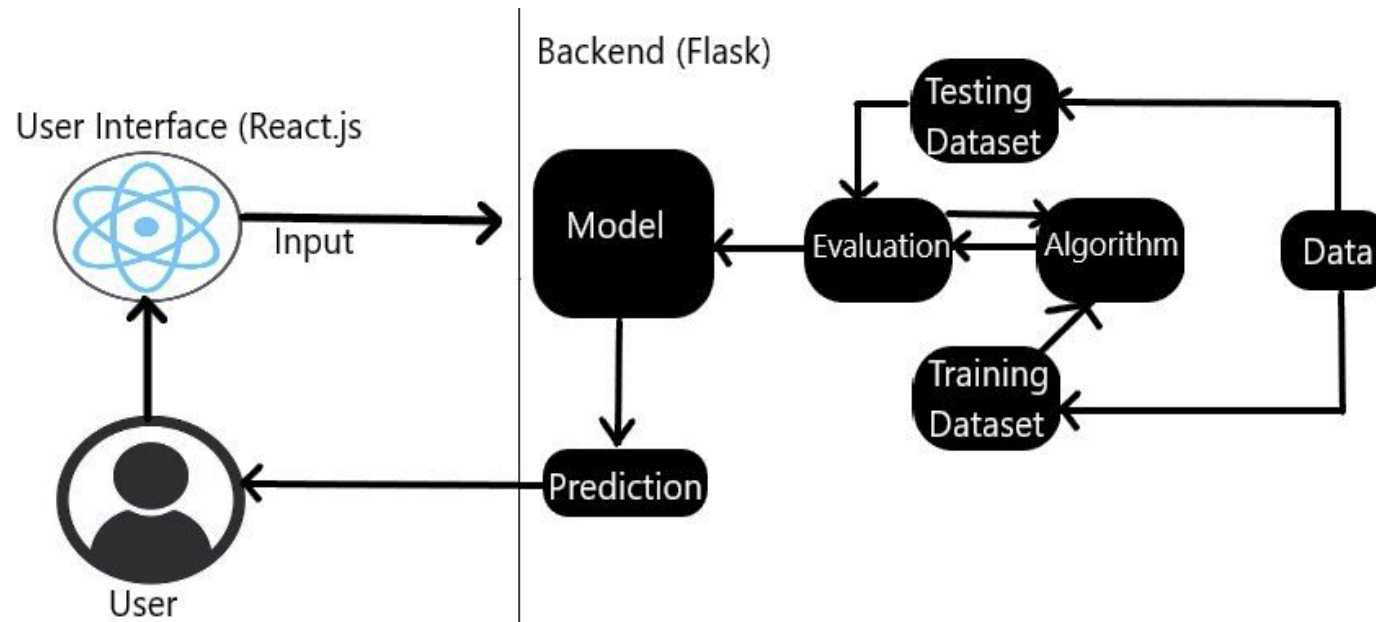 Backend (Flask)
User Interface (React.js
Input
User
Model
Prediction
Evaluation
Algorithm
Testing
Dataset
Training
Dataset
Data